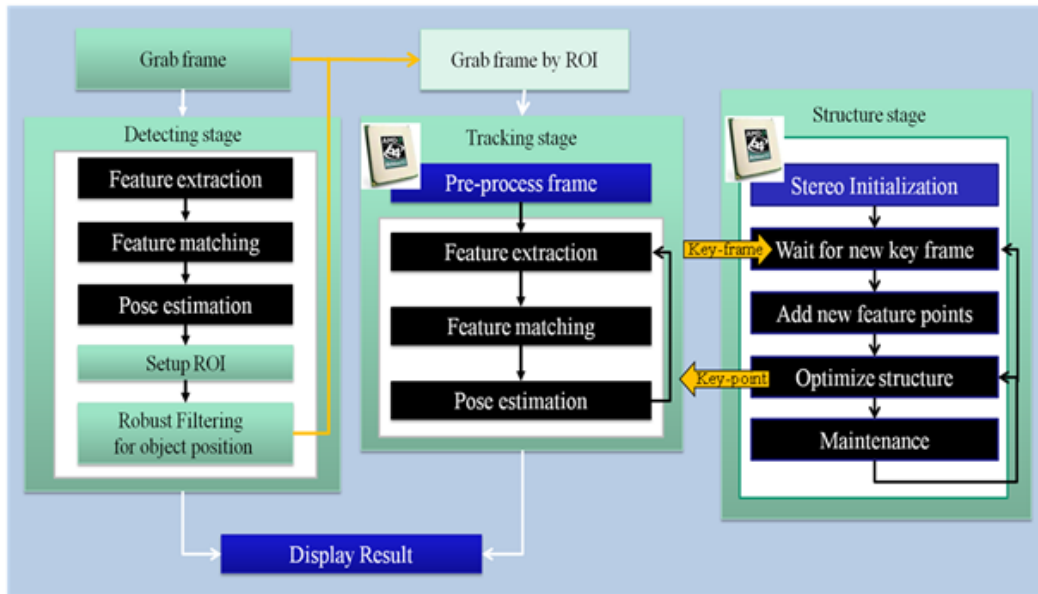 Grab frame
Grab frame by ROI
Detecting stage
Feature extraction
Feature matching
Pose estimation
Setup ROI
Robust Filtering
for object position
Tracking stage
Pre-process frame
Feature extraction
Feature matching
Pose estimation
Key-frame
Key-point
Structure stage
Stereo Initialization
Wait for new key frame
Add new feature points
Optimize structure
Maintenance
Display Result